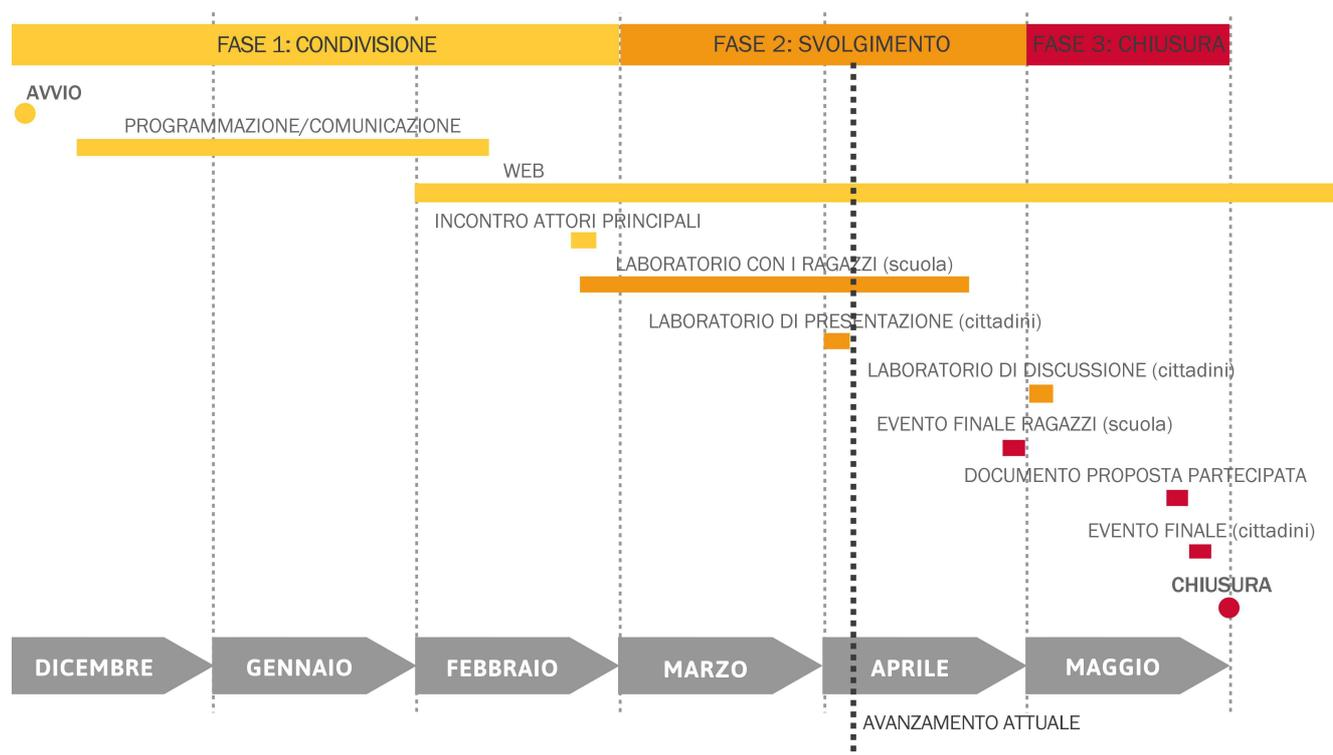 FASE 1: CONDIVISIONE
FASE 2: SVOLGIMENTO
FASE 3: CHIUSURA
AVVIO
PROGRAMMAZIONE/COMUNICAZIONE
WEB
INCONTRO ATTORI PRINCIPALI
LABORATORIO CON I RAGAZZI (scuola)
LABORATORIO DI PRESENTAZIONE (cittadini)
LABORATORIO DI DISCUSSIONE (cittadini)
EVENTO FINALE RAGAZZI (scuola)
DOCUMENTO PROPOSTA PARTECIPATA
EVENTO FINALE (cittadini)
CHIUSURA
DICEMBRE
GENNAIO
FEBBRAIO
MARZO
APRILE
MAGGIO
AVANZAMENTO ATTUALE